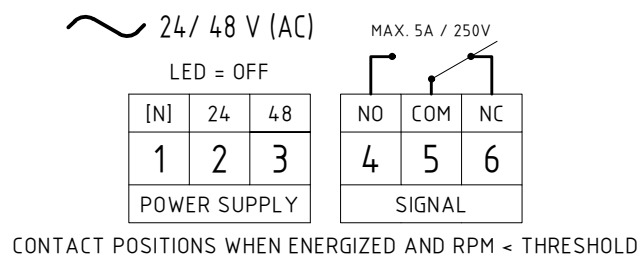 24/ 48 V (AC)
MAX. 5A / 250V
LED = OFF
[N] 24 48
NO COM NC
1 2 3
4 5 6
POWER SUPPLY
SIGNAL
CONTACT POSITIONS WHEN ENERGIZED AND RPM < THRESHOLD